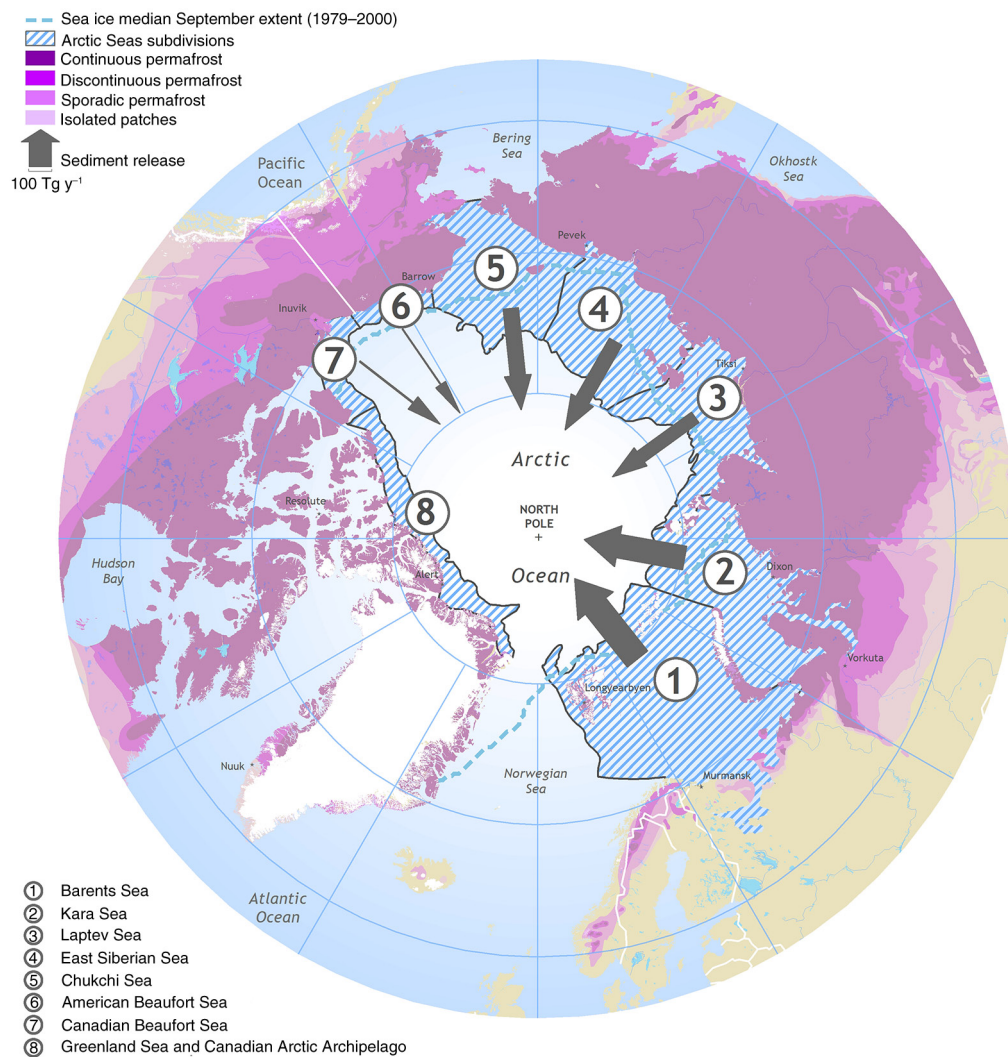 Sea ice median September extent (1979–2000)
Arctic Seas subdivisions
Continuous permafrost
Discontinuous permafrost
Sporadic permafrost
Isolated patches
Sediment release
100 Tg y⁻¹
Pacific
Ocean
Bering
Sea
Okhostk
Sea
Pevek
Barrow
5
6
4
Inuvik
7
Tiksi
3
Arctic
Resolute
8
NORTH
POLE
+
Hudson
Bay
Ocean
Alert
2
Dixon
Vorkuta
1
Longyearbyen
Nuuk
Norwegian
Sea
Murmansk
Atlantic
Ocean
1 Barents Sea
2 Kara Sea
3 Laptev Sea
4 East Siberian Sea
5 Chukchi Sea
6 American Beaufort Sea
7 Canadian Beaufort Sea
8 Greenland Sea and Canadian Arctic Archipelago